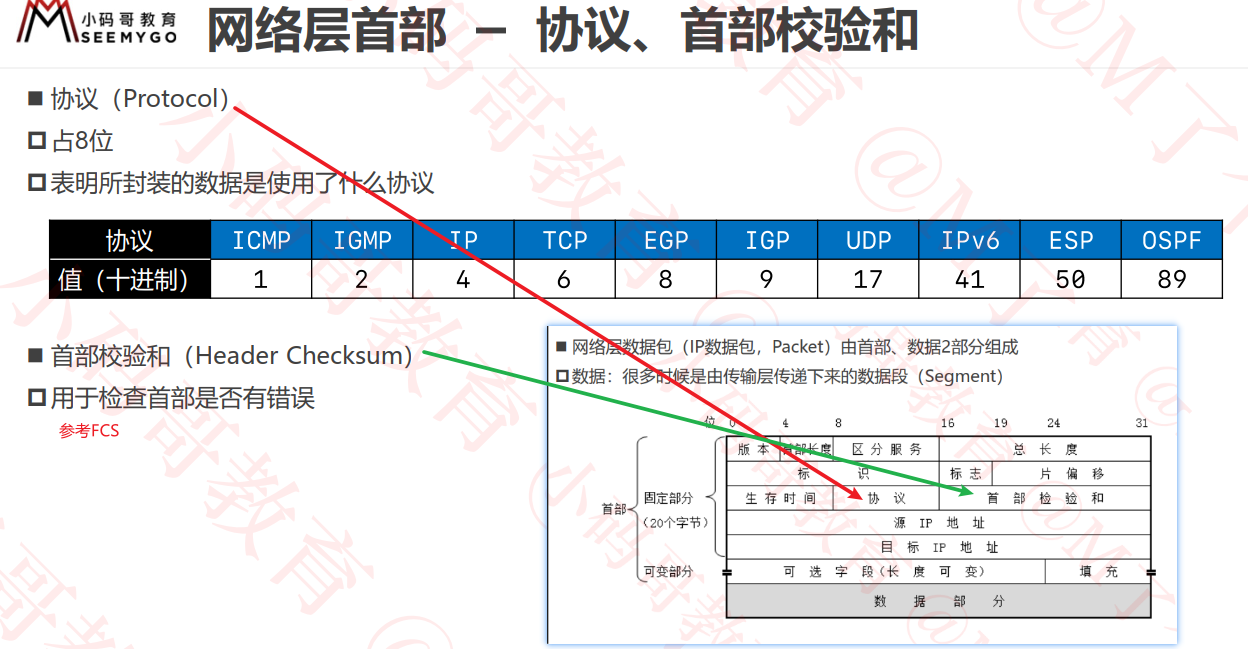 小码哥教育
SEEMYGO
网络层首部 – 协议、首部校验和
■ 协议（Protocol）
占8位
表明所封装的数据是使用了什么协议
协议 ICMP IGMP IP TCP EGP IGP UDP IPv6 ESP OSPF
值（十进制） 1 2 4 6 8 9 17 41 50 89
■ 首部校验和（Header Checksum）
用于检查首部是否有错误
参考FCS
■ 网络层数据包（IP数据包，Packet）由首部、数据2部分组成
数据：很多时候是由传输层传递下来的数据段（Segment）
位 0 4 8 16 19 24 31
版本 首部长度 区分服务 总长度
标识 标志 片偏移
生存时间 协议 首部检验和
源 IP 地址
目标 IP 地址
可选字段(长度可变) 填充
数据部分
首部
固定部分
（20个字节）
可变部分
小码哥教育 @M了个